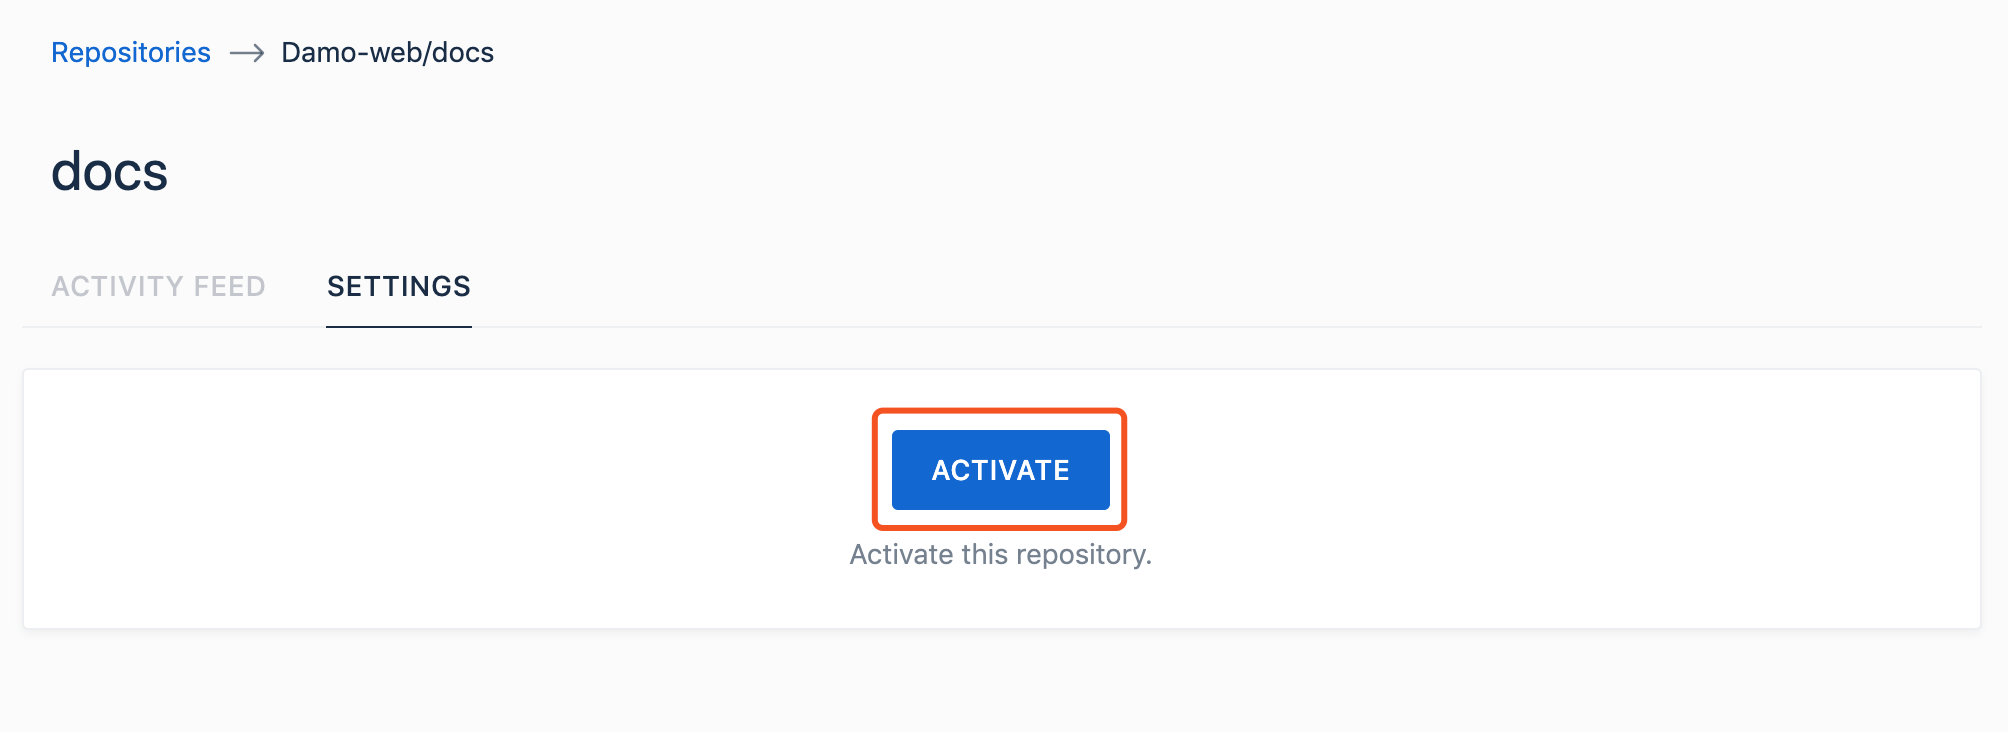 Repositories → Damo-web/docs
docs
ACTIVITY FEED SETTINGS
ACTIVATE
Activate this repository.